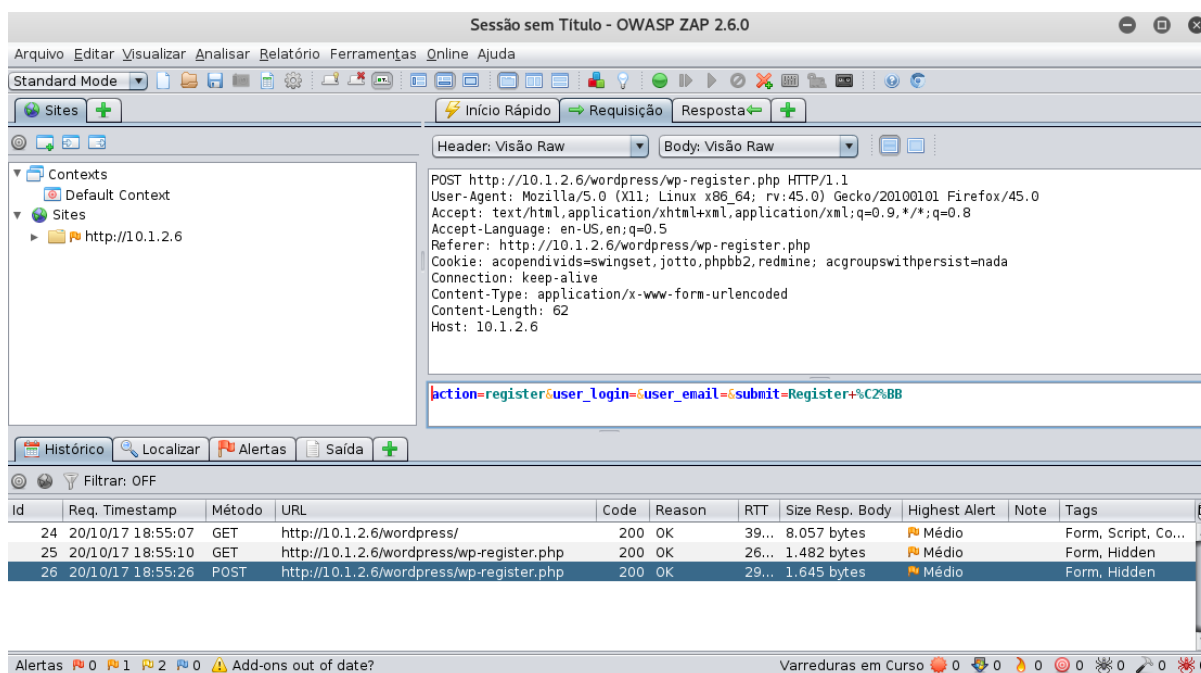 Sessão sem Título - OWASP ZAP 2.6.0
Arquivo Editar Visualizar Analisar Relatório Ferramentas Online Ajuda
Standard Mode
Sites
Início Rápido
Requisição
Resposta
Header: Visão Raw
Body: Visão Raw
Contexts
Default Context
Sites
http://10.1.2.6
POST http://10.1.2.6/wordpress/wp-register.php HTTP/1.1
User-Agent: Mozilla/5.0 (X11; Linux x86_64; rv:45.0) Gecko/20100101 Firefox/45.0
Accept: text/html,application/xhtml+xml,application/xml;q=0.9,*/*;q=0.8
Accept-Language: en-US,en;q=0.5
Referer: http://10.1.2.6/wordpress/wp-register.php
Cookie: acopendivids=swingset,jotto,phpbb2,redmine; acgroupswithpersist=nada
Connection: keep-alive
Content-Type: application/x-www-form-urlencoded
Content-Length: 62
Host: 10.1.2.6
action=register&user_login=&user_email=&submit=Register+%C2%BB
Histórico
Localizar
Alertas
Saída
Filtrar: OFF
Id Req. Timestamp Método URL Code Reason RTT Size Resp. Body Highest Alert Note Tags
24 20/10/17 18:55:07 GET http://10.1.2.6/wordpress/ 200 OK 39... 8.057 bytes Médio Form, Script, Co...
25 20/10/17 18:55:10 GET http://10.1.2.6/wordpress/wp-register.php 200 OK 26... 1.482 bytes Médio Form, Hidden
26 20/10/17 18:55:26 POST http://10.1.2.6/wordpress/wp-register.php 200 OK 29... 1.645 bytes Médio Form, Hidden
Alertas 0 1 2 0 Add-ons out of date? Varreduras em Curso 0 0 0 0 0 0